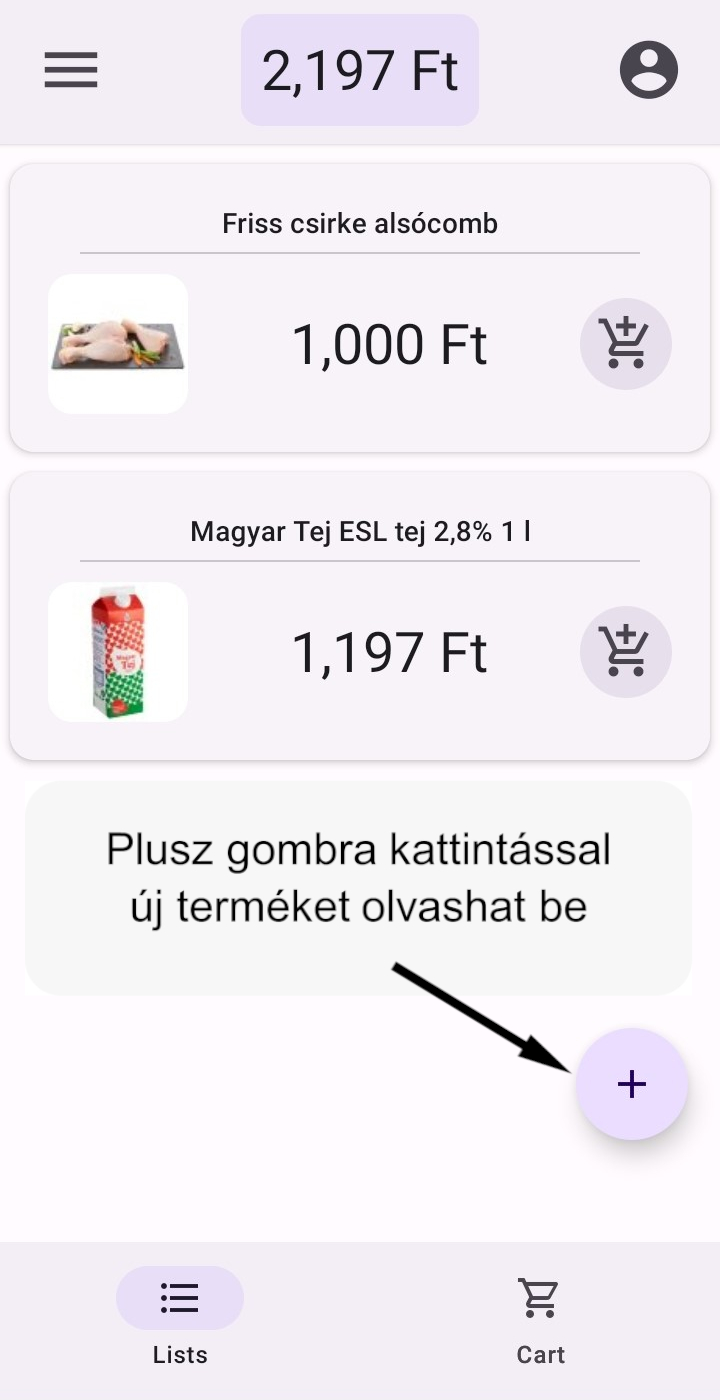 2,197 Ft
Friss csirke alsócomb
1,000 Ft
Magyar Tej ESL tej 2,8% 1 l
Magyar
Tej
1,197 Ft
Plusz gombra kattintással
új terméket olvashat be
Lists
Cart